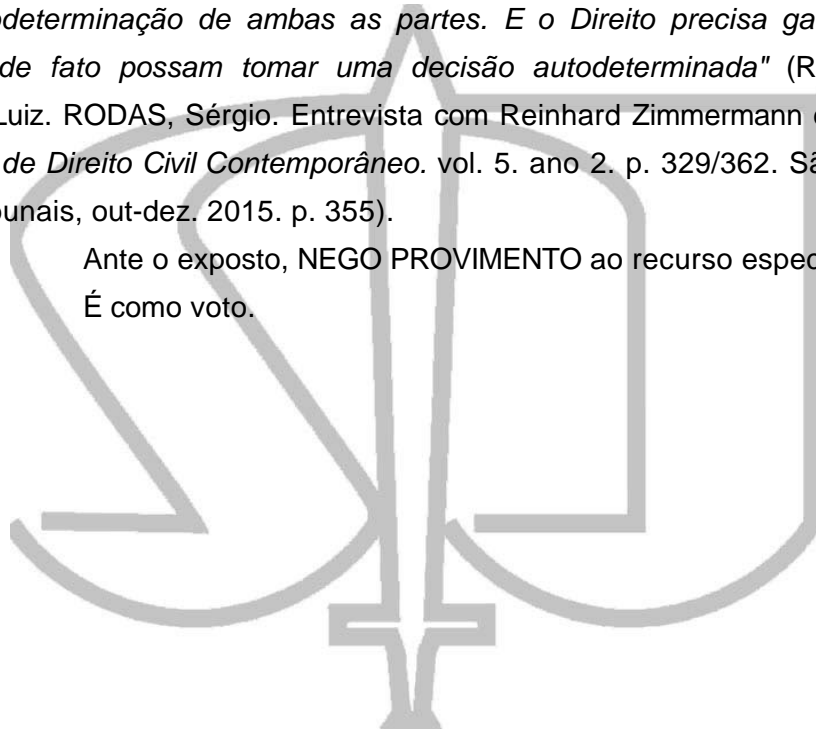 odeterminação de ambas as partes. E o Direito precisa ga
de fato possam tomar uma decisão autodeterminada" (R
Luiz. RODAS, Sérgio. Entrevista com Reinhard Zimmermann
de Direito Civil Contemporâneo. vol. 5. ano 2. p. 329/362. Sã
ounais, out-dez. 2015. p. 355).
Ante o exposto, NEGO PROVIMENTO ao recurso espec
É como voto.